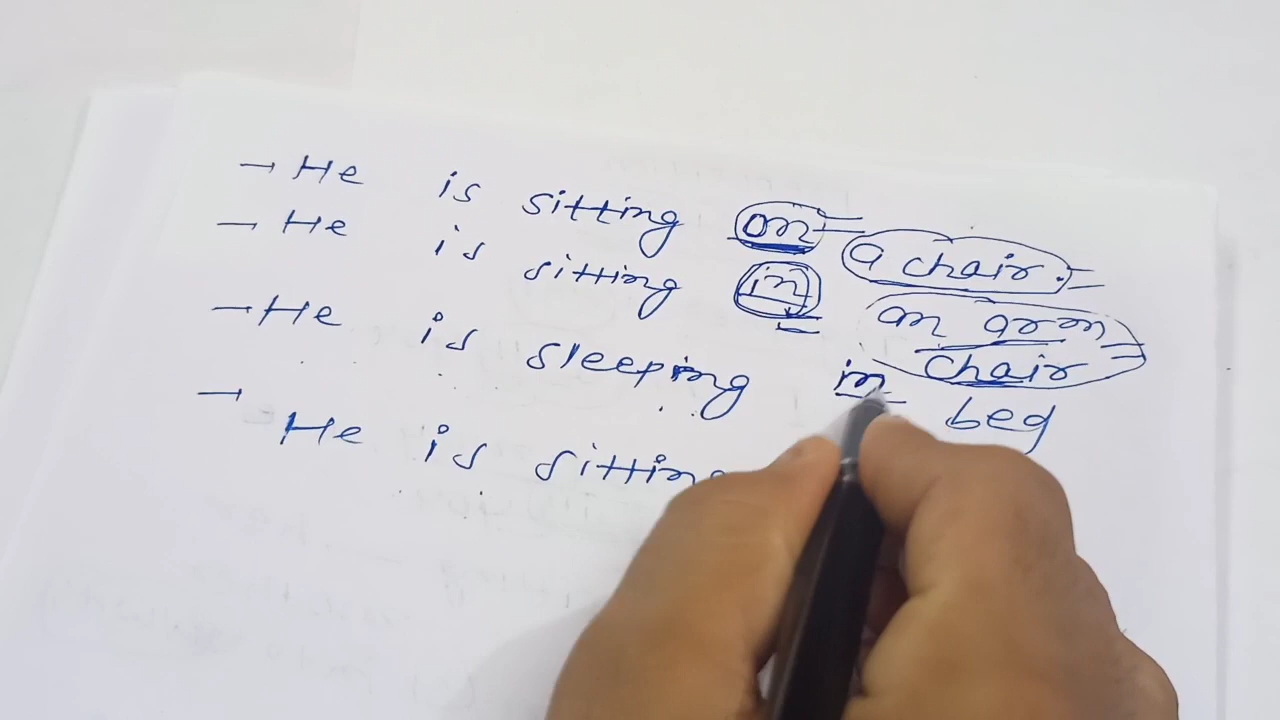 → He is sitting on a chair.
→ He is sitting in an arm chair
→ He is sleeping in bed
→ He is sitting